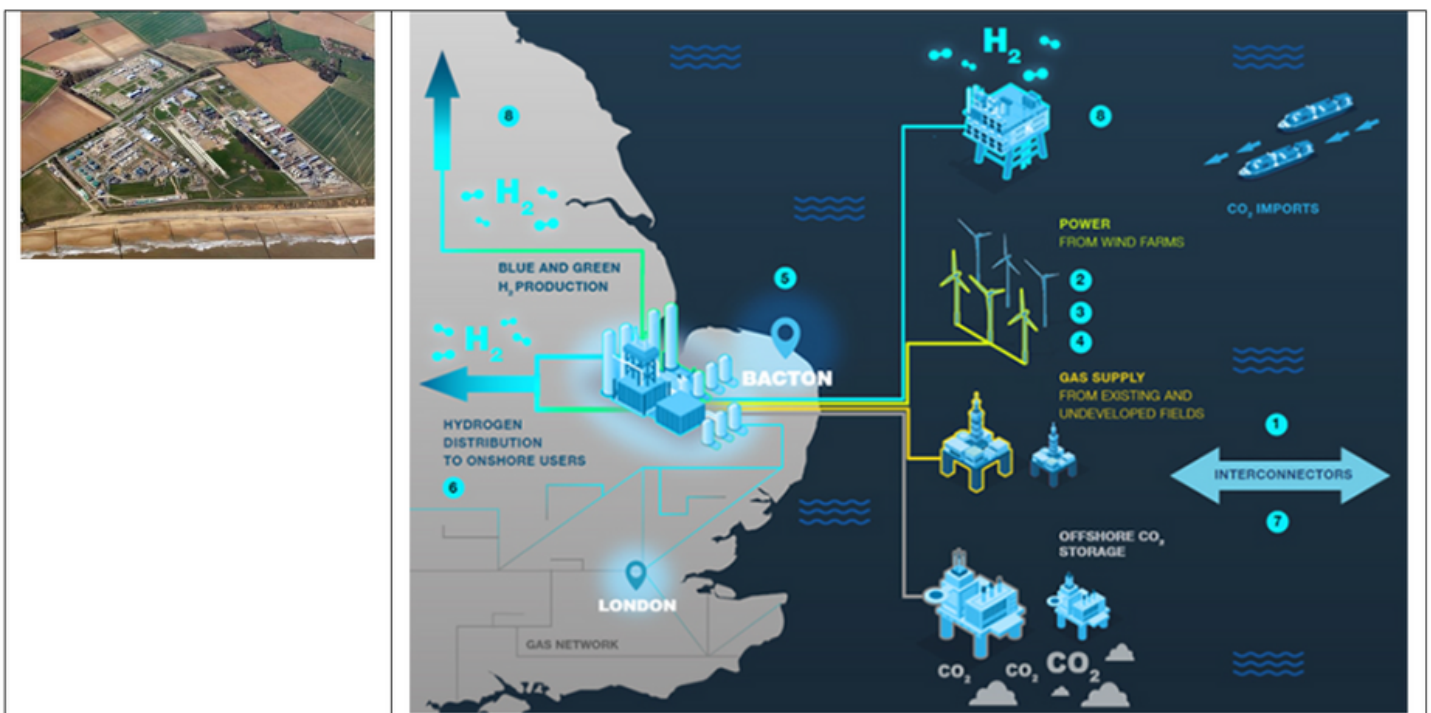 H₂
8
8
CO₂ IMPORTS
H₂
POWER
FROM WIND FARMS
BLUE AND GREEN
H₂ PRODUCTION
5
2
3
4
H₂
BACTON
GAS SUPPLY
FROM EXISTING AND
UNDEVELOPED FIELDS
HYDROGEN
DISTRIBUTION
TO ONSHORE USERS
6
1
INTERCONNECTORS
7
OFFSHORE CO₂
STORAGE
LONDON
GAS NETWORK
CO₂ CO₂ CO₂